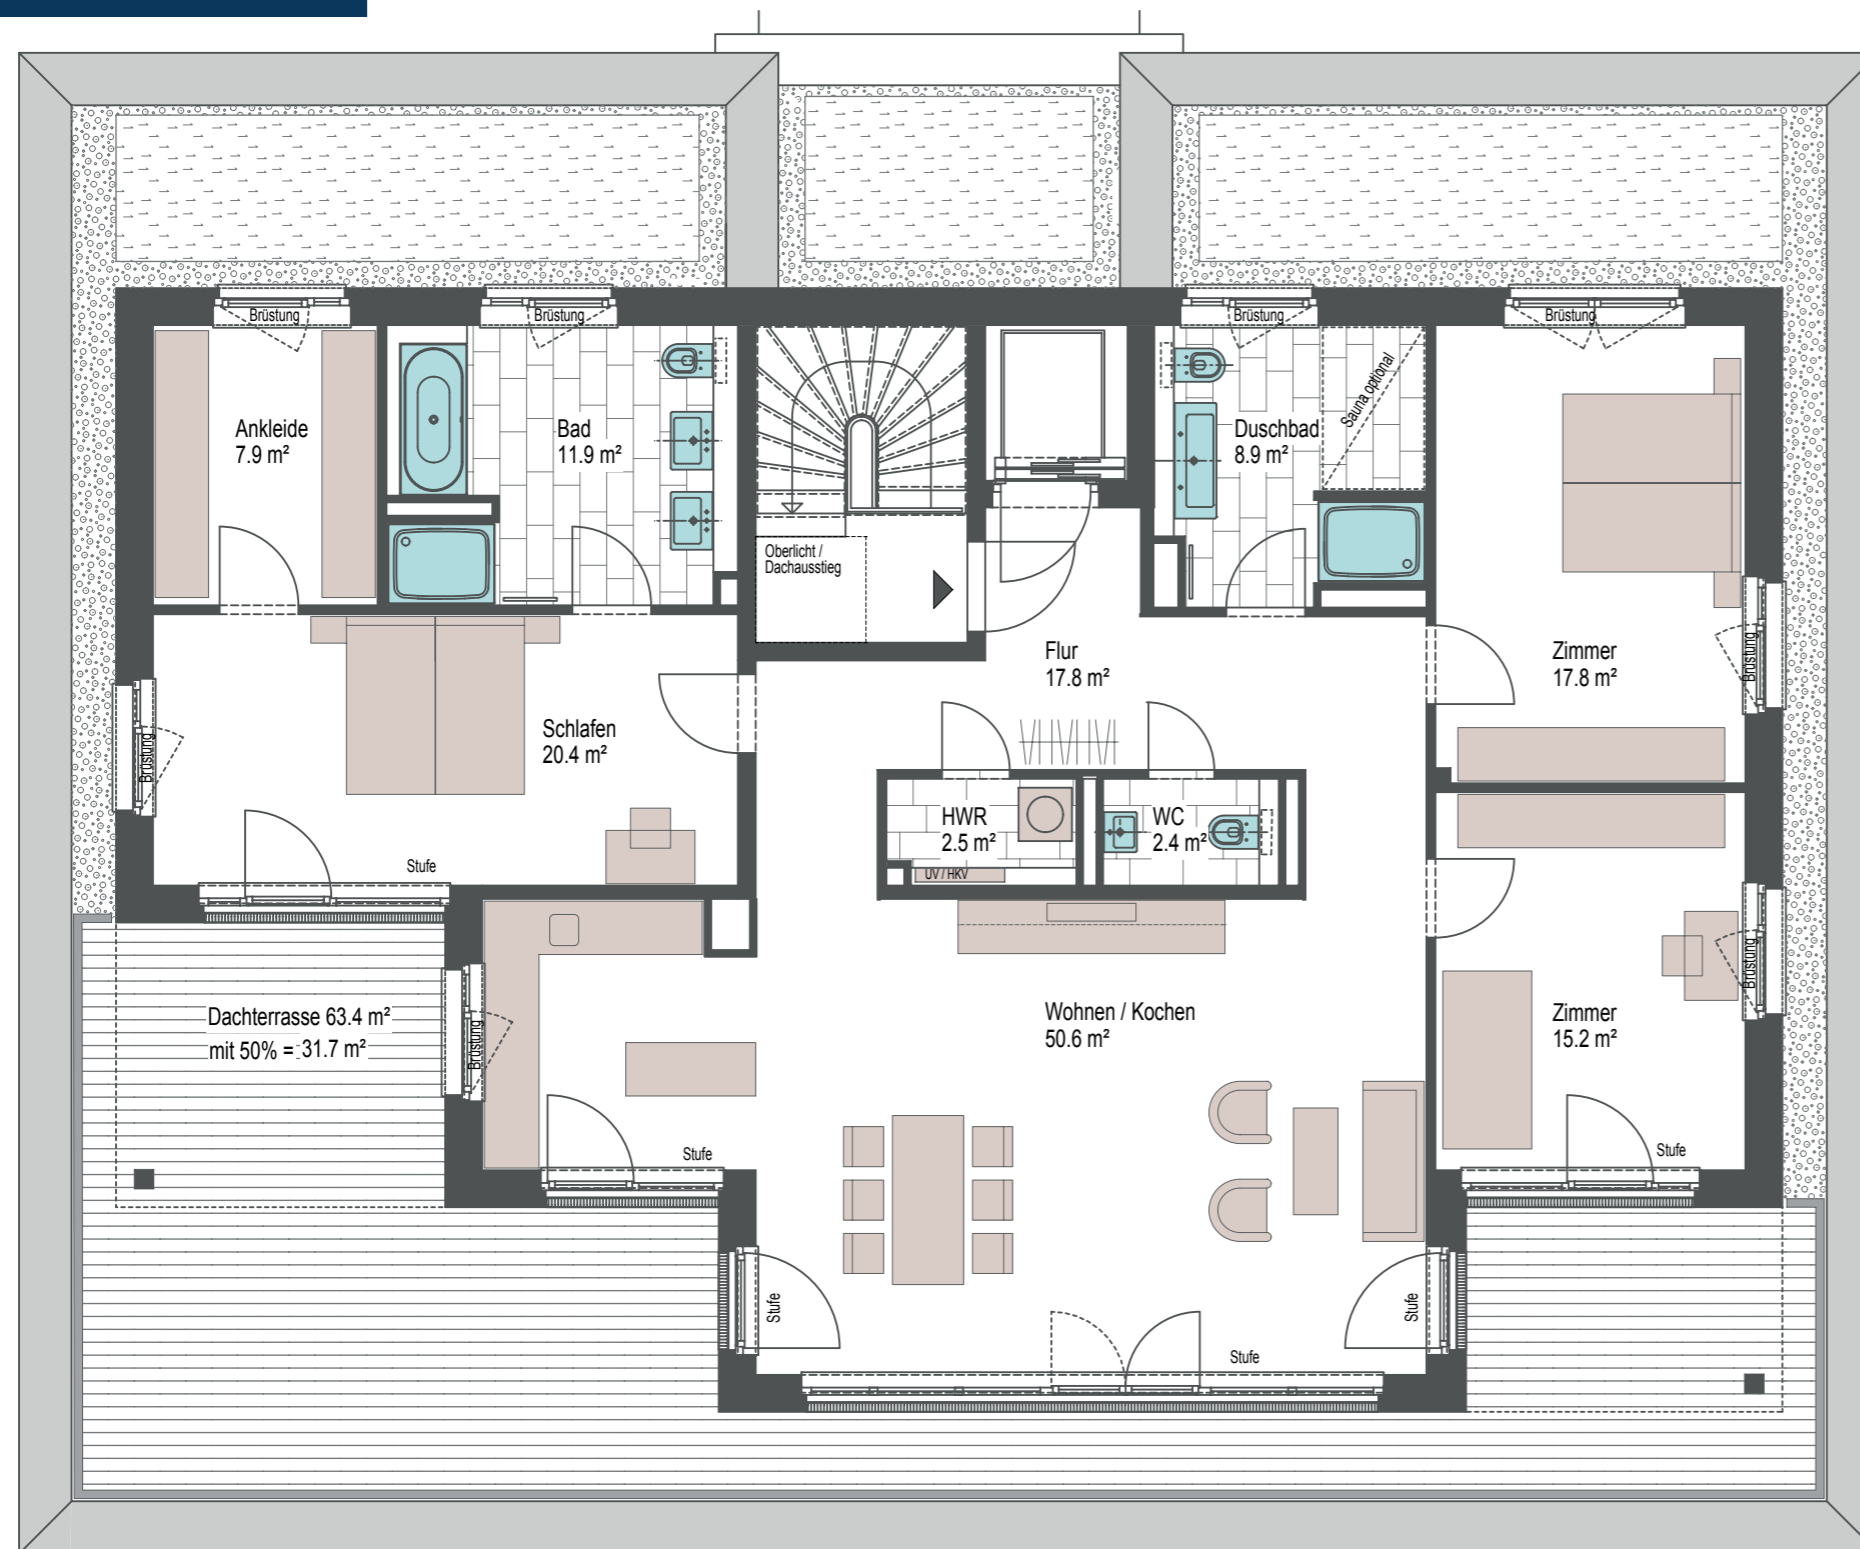 Brüstung
Brüstung
Brüstung
Brüstung
Ankleide
7.9 m²
Bad
11.9 m²
Duschbad
8.9 m²
Sauna optional
Oberlicht /
Dachausstieg
Flur
17.8 m²
Zimmer
17.8 m²
Brüstung
Schlafen
20.4 m²
Brüstung
Stufe
HWR
2.5 m²
UV / HKV
WC
2.4 m²
Dachterrasse 63.4 m²
mit 50% = 31.7 m²
Brüstung
Wohnen / Kochen
50.6 m²
Zimmer
15.2 m²
Brüstung
Stufe
Stufe
Stufe
Stufe
Stufe